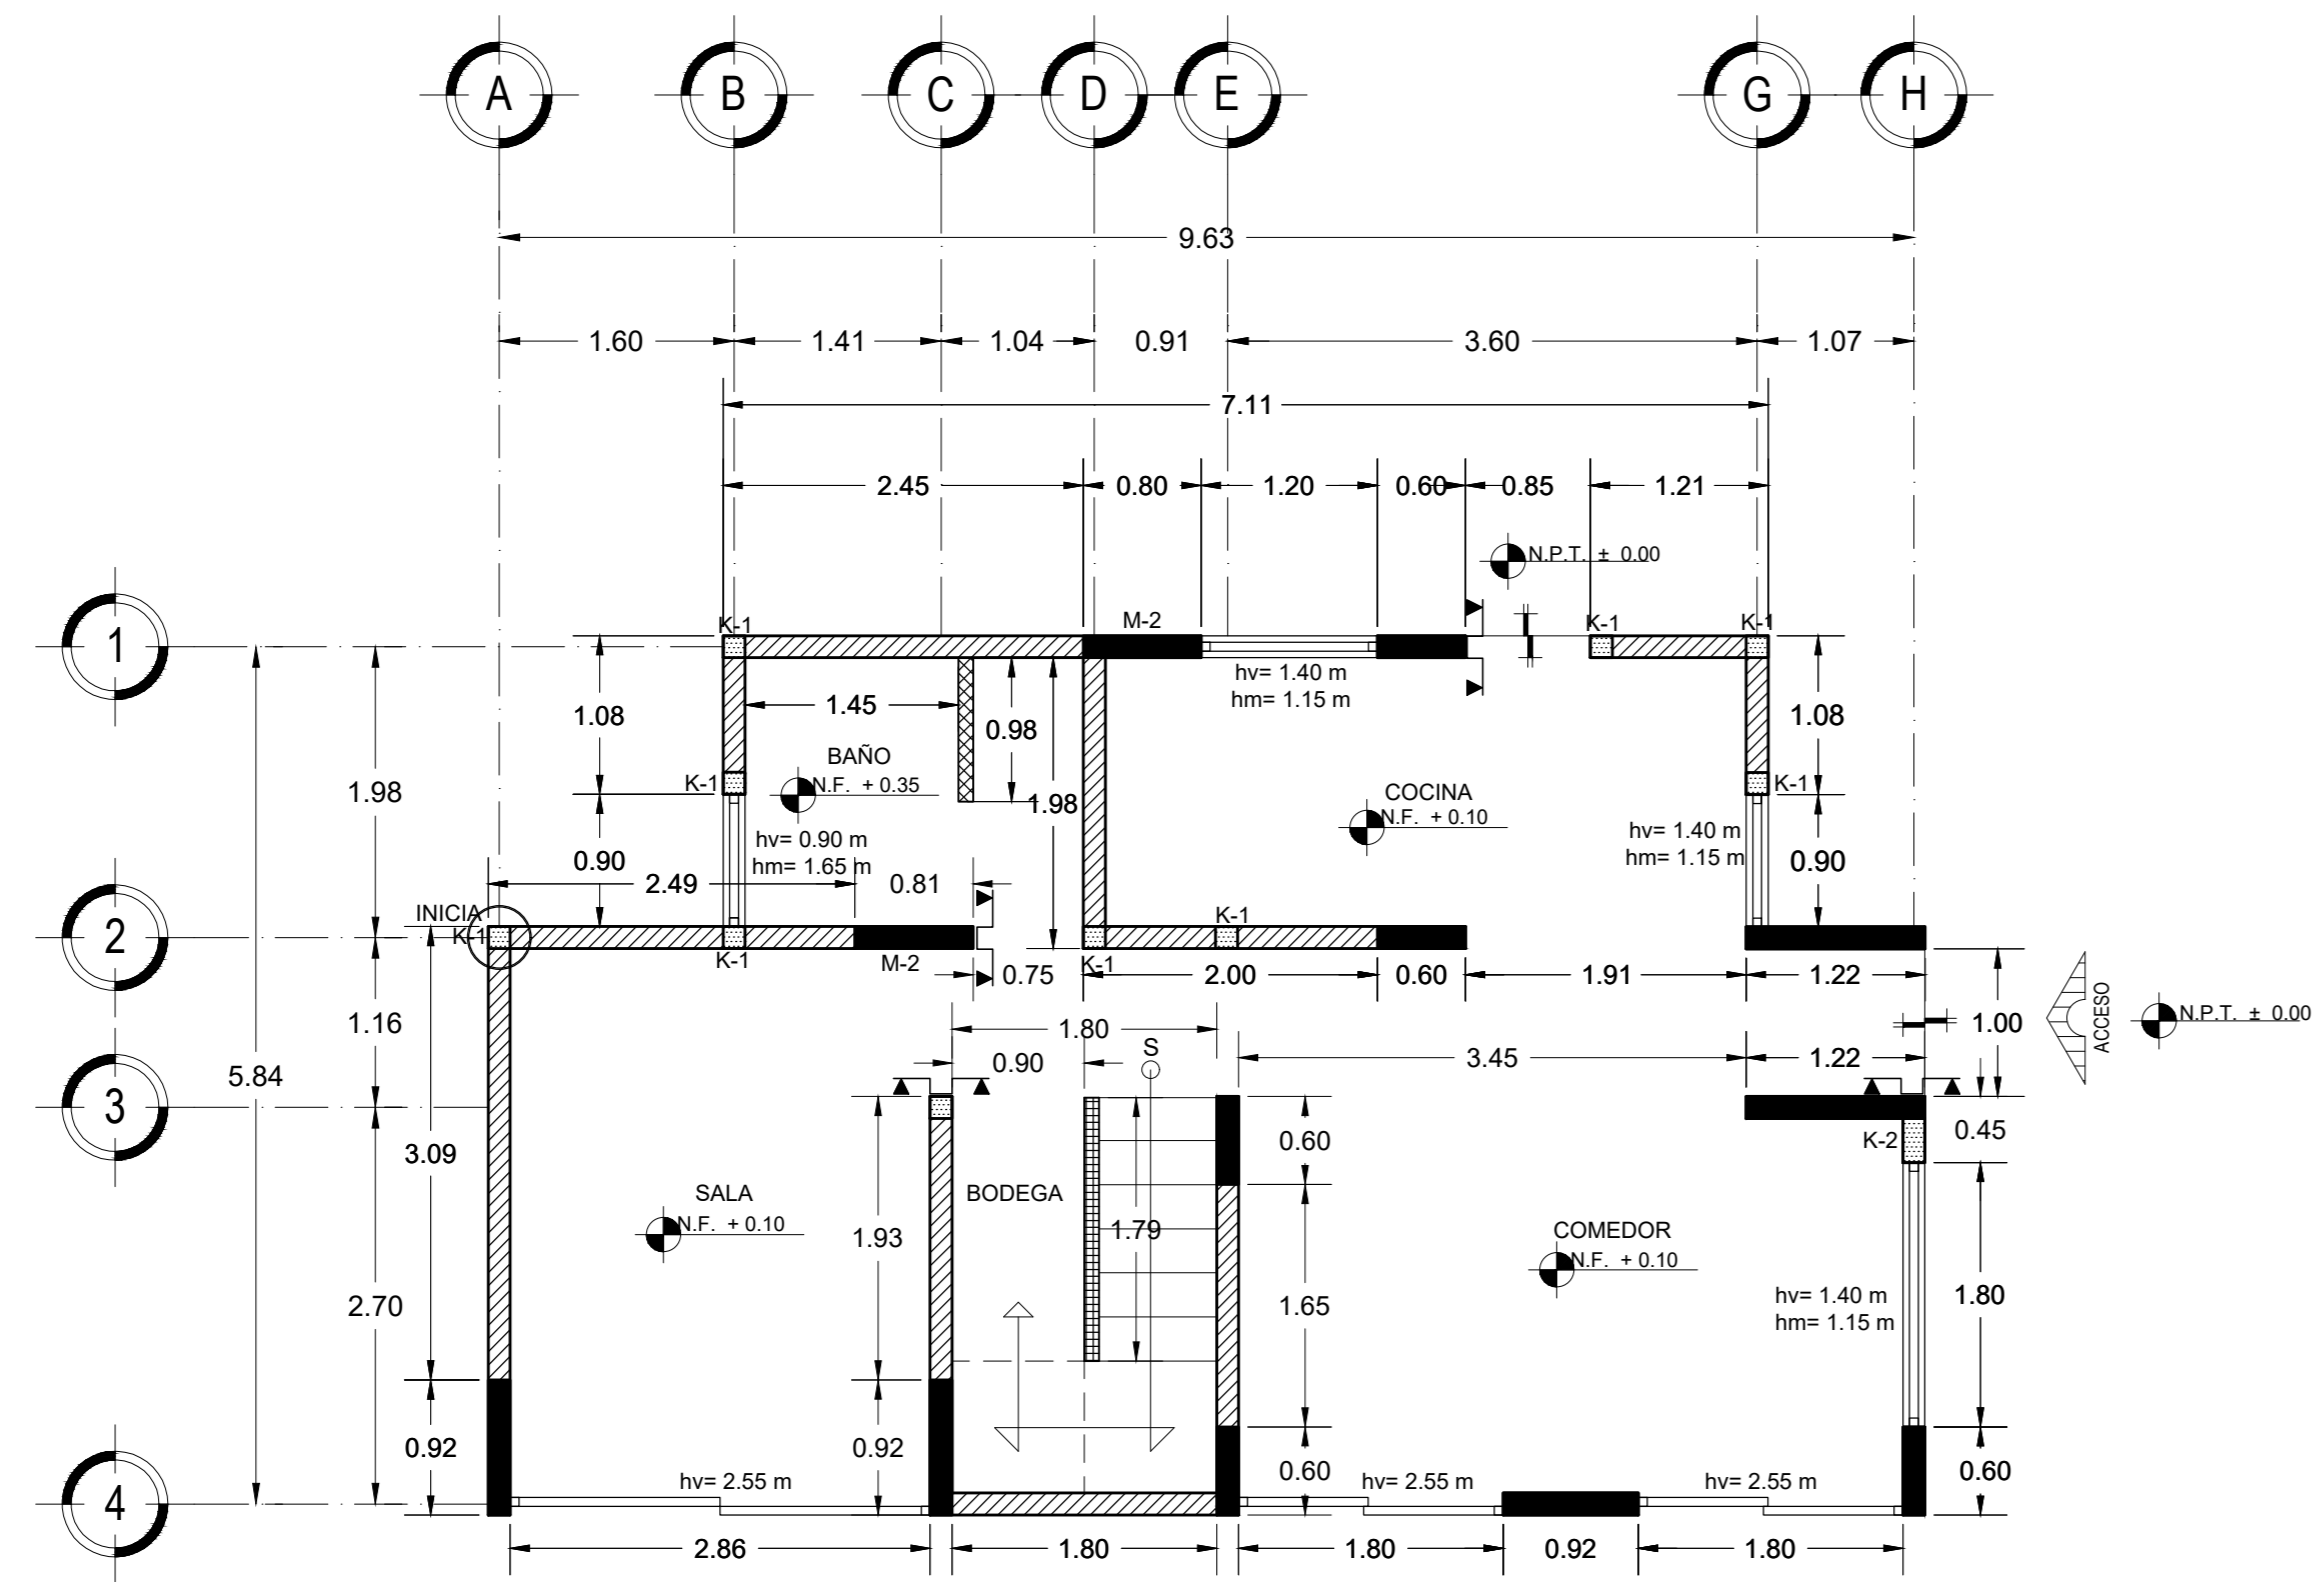 A B C D E G H
9.63
1.60 1.41 1.04 0.91 3.60 1.07
7.11
2.45 0.80 1.20 0.60 0.85 1.21
N.P.T. ± 0.00
1
K-1 M-2 K-1 K-1
hv= 1.40 m
hm= 1.15 m
1.08 1.45 0.98 1.08
BAÑO
N.F. + 0.35
K-1 K-1
1.98 1.98
COCINA
N.F. + 0.10
hv= 0.90 m
hm= 1.65 m
hv= 1.40 m
hm= 1.15 m
0.90 2.49 0.81 0.90
INICIA
2
K-1 K-1 K-1
K-1 M-2 K-1
0.75 2.00 0.60 1.91 1.22
1.16 1.80 1.00
ACCESO
N.P.T. ± 0.00
5.84 0.90 S 3.45 1.22
3
3.09 0.60 K-2 0.45
SALA
N.F. + 0.10
BODEGA
1.93 1.79
COMEDOR
N.F. + 0.10
2.70 1.65
hv= 1.40 m
hm= 1.15 m
1.80
0.92 0.92 0.60 0.60
4
hv= 2.55 m hv= 2.55 m hv= 2.55 m
2.86 1.80 1.80 0.92 1.80